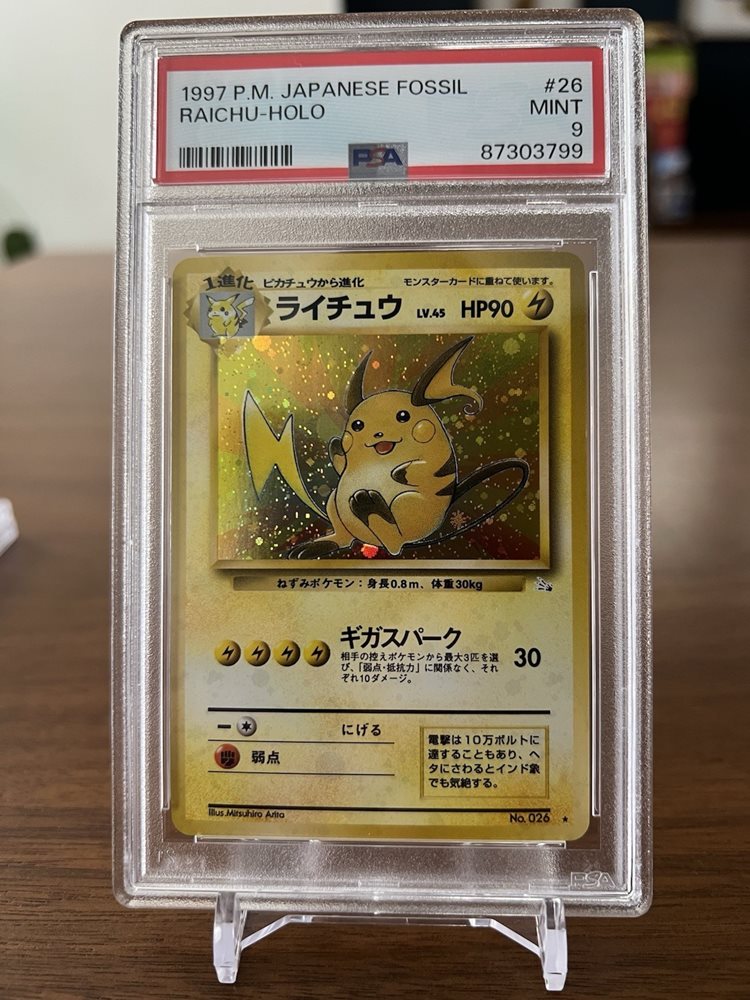 1997 P.M. JAPANESE FOSSIL #26
RAICHU-HOLO MINT
9
PSA 87303799
1進化 ピカチュウから進化 モンスターカードに重ねて使います。
ライチュウ LV.45 HP90
ねずみポケモン：身長0.8m、体重30kg
ギガスパーク
相手の控えポケモンから最大3匹を選
び、「弱点・抵抗力」に関係なく、それ
ぞれ10ダメージ。
30
にげる
弱点
電撃は10万ボルトに
達することもあり、ヘ
タにさわるとインド象
でも気絶する。
Illus.Mitsuhiro Arita No.026
PSA